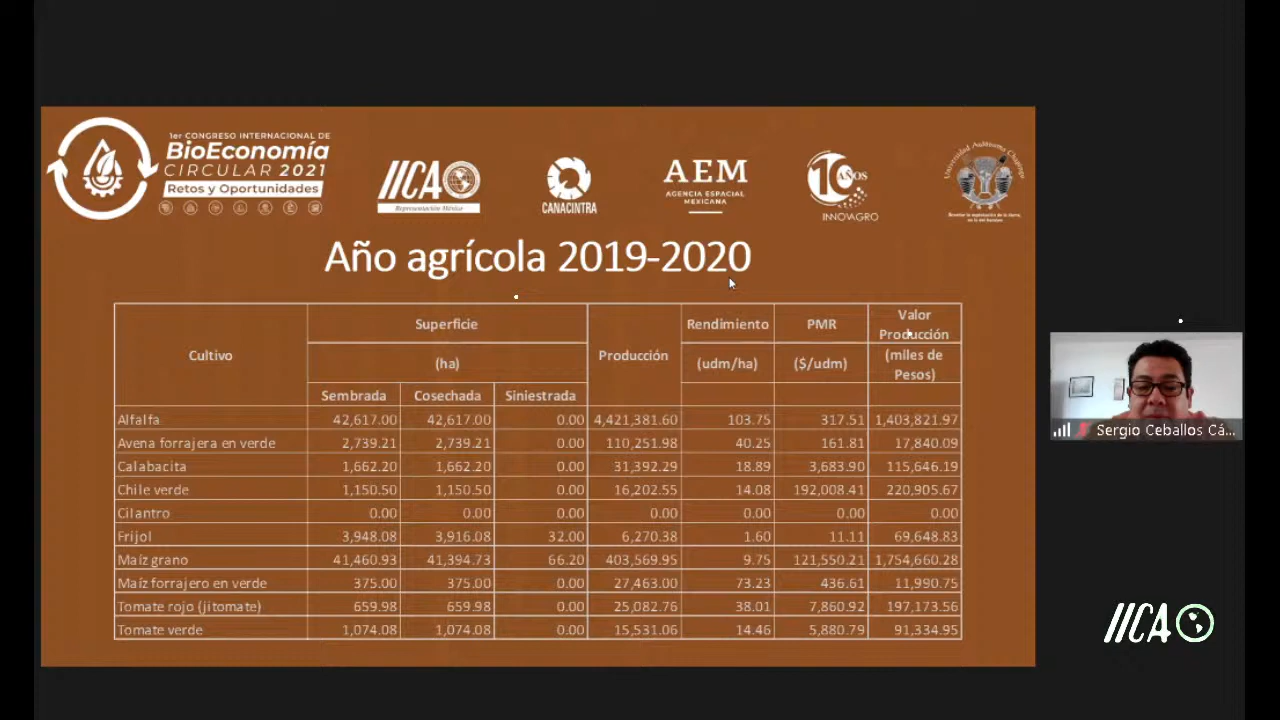 1er CONGRESO INTERNACIONAL DE
BioEconomía
CIRCULAR 2021
Retos y Oportunidades
IICA
Representación México
CANACINTRA
AEM
AGENCIA ESPACIAL
MEXICANA
10 AÑOS
INNOVAGRO
Universidad Autónoma Chapingo
Año agrícola 2019-2020
Cultivo Superficie Producción Rendimiento PMR Valor Producción
(ha) (udm/ha) ($/udm) (miles de Pesos)
Sembrada Cosechada Siniestrada
Alfalfa 42,617.00 42,617.00 0.00 4,421,381.60 103.75 317.51 1,403,821.97
Avena forrajera en verde 2,739.21 2,739.21 0.00 110,251.98 40.25 161.81 17,840.09
Calabacita 1,662.20 1,662.20 0.00 31,392.29 18.89 3,683.90 115,646.19
Chile verde 1,150.50 1,150.50 0.00 16,202.55 14.08 192,008.41 220,905.67
Cilantro 0.00 0.00 0.00 0.00 0.00 0.00 0.00
Frijol 3,948.08 3,916.08 32.00 6,270.38 1.60 11.11 69,648.83
Maíz grano 41,460.93 41,394.73 66.20 403,569.95 9.75 121,550.21 1,754,660.28
Maíz forrajero en verde 375.00 375.00 0.00 27,463.00 73.23 436.61 11,990.75
Tomate rojo (jitomate) 659.98 659.98 0.00 25,082.76 38.01 7,860.92 197,173.56
Tomate verde 1,074.08 1,074.08 0.00 15,531.06 14.46 5,880.79 91,334.95
Sergio Ceballos Cá...
IICA